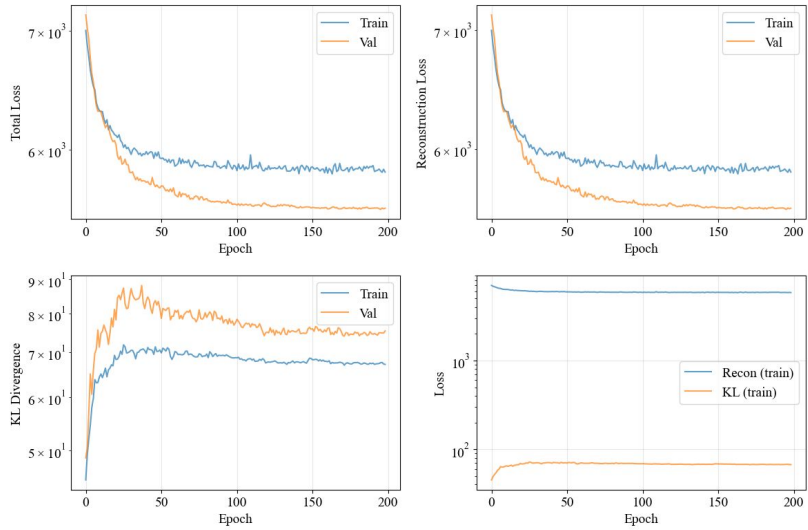 7 × 10³
6 × 10³
Total Loss
Train
Val
0
50
100
150
200
Epoch
7 × 10³
6 × 10³
Reconstruction Loss
Train
Val
0
50
100
150
200
Epoch
9 × 10¹
8 × 10¹
7 × 10¹
6 × 10¹
5 × 10¹
KL Divergence
Train
Val
0
50
100
150
200
Epoch
10³
10²
Loss
Recon (train)
KL (train)
0
50
100
150
200
Epoch